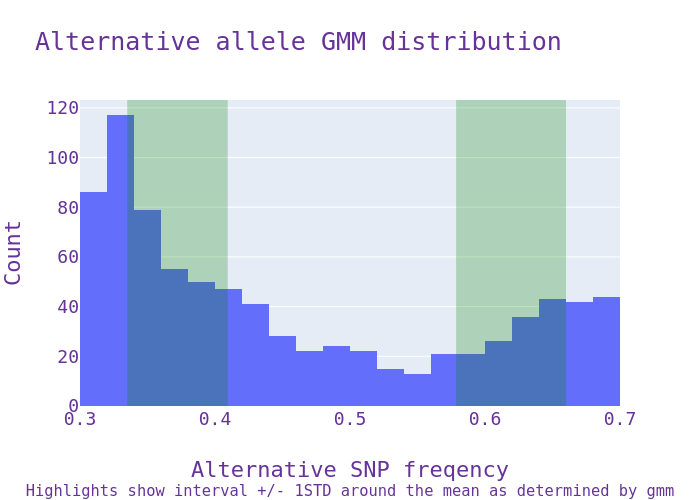 Alternative allele GMM distribution
120
100
80
60
40
20
0
Count
0.3 0.4 0.5 0.6 0.7
Alternative SNP freqency
Highlights show interval +/- 1STD around the mean as determined by gmm